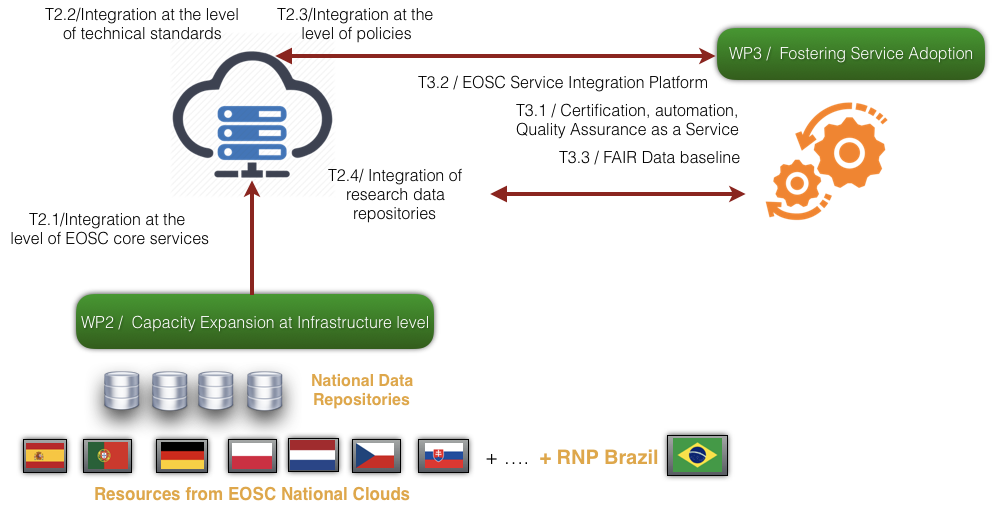 T2.2/Integration at the level
of technical standards
T2.3/Integration at the
level of policies
WP3 /  Fostering Service Adoption
T3.2 / EOSC Service Integration Platform
T3.1 / Certification, automation,
Quality Assurance as a Service
T3.3 / FAIR Data baseline
T2.4/ Integration of
research data
repositories
T2.1/Integration at the
level of EOSC core services
WP2 /  Capacity Expansion at Infrastructure level
National Data
Repositories
+ .... + RNP Brazil
Resources from EOSC National Clouds